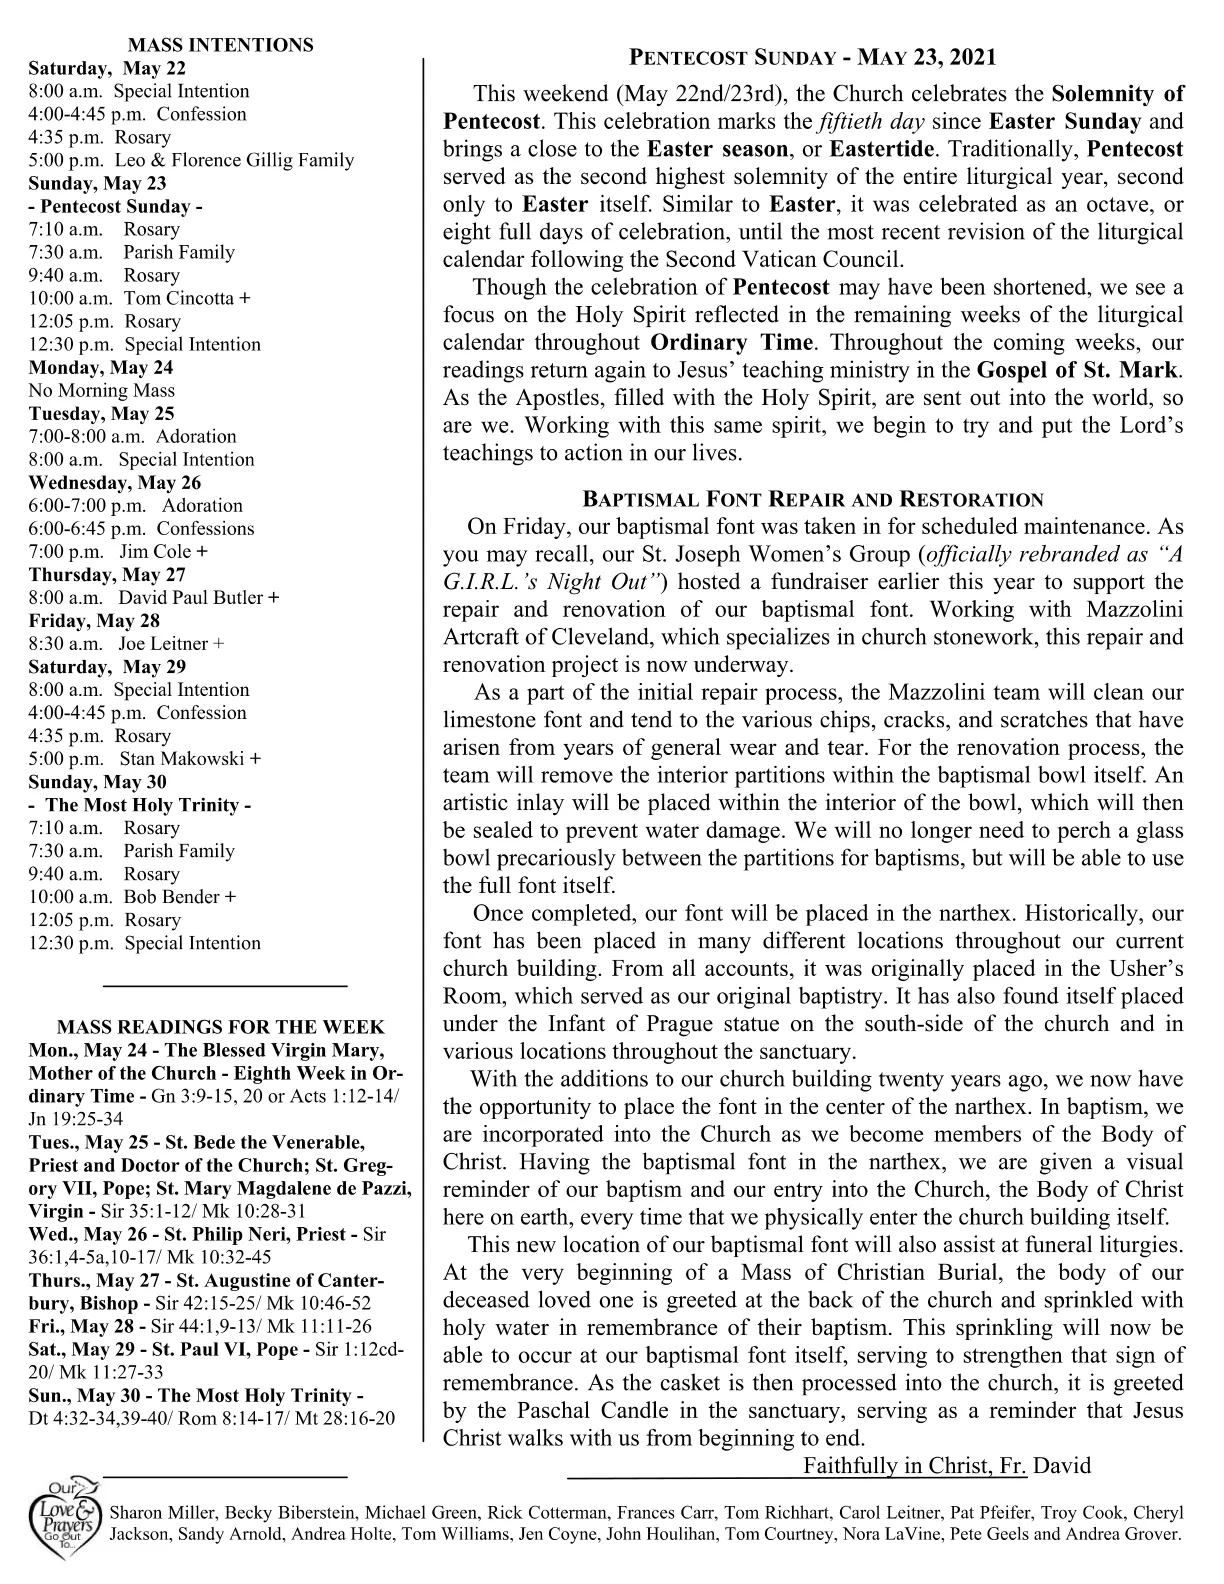 MASS INTENTIONS
Saturday, May 22
8:00 a.m. Special Intention
4:00-4:45 p.m. Confession
4:35 p.m. Rosary
5:00 p.m. Leo & Florence Gillig Family
Sunday, May 23
- Pentecost Sunday -
7:10 a.m. Rosary
7:30 a.m. Parish Family
9:40 a.m. Rosary
10:00 a.m. Tom Cincotta +
12:05 p.m. Rosary
12:30 p.m. Special Intention
Monday, May 24
No Morning Mass
Tuesday, May 25
7:00-8:00 a.m. Adoration
8:00 a.m. Special Intention
Wednesday, May 26
6:00-7:00 p.m. Adoration
6:00-6:45 p.m. Confessions
7:00 p.m. Jim Cole +
Thursday, May 27
8:00 a.m. David Paul Butler +
Friday, May 28
8:30 a.m. Joe Leitner +
Saturday, May 29
8:00 a.m. Special Intention
4:00-4:45 p.m. Confession
4:35 p.m. Rosary
5:00 p.m. Stan Makowski +
Sunday, May 30
- The Most Holy Trinity -
7:10 a.m. Rosary
7:30 a.m. Parish Family
9:40 a.m. Rosary
10:00 a.m. Bob Bender +
12:05 p.m. Rosary
12:30 p.m. Special Intention
MASS READINGS FOR THE WEEK
Mon., May 24 - The Blessed Virgin Mary,
Mother of the Church - Eighth Week in Or-
dinary Time - Gn 3:9-15, 20 or Acts 1:12-14/
Jn 19:25-34
Tues., May 25 - St. Bede the Venerable,
Priest and Doctor of the Church; St. Greg-
ory VII, Pope; St. Mary Magdalene de Pazzi,
Virgin - Sir 35:1-12/ Mk 10:28-31
Wed., May 26 - St. Philip Neri, Priest - Sir
36:1,4-5a,10-17/ Mk 10:32-45
Thurs., May 27 - St. Augustine of Canter-
bury, Bishop - Sir 42:15-25/ Mk 10:46-52
Fri., May 28 - Sir 44:1,9-13/ Mk 11:11-26
Sat., May 29 - St. Paul VI, Pope - Sir 1:12cd-
20/ Mk 11:27-33
Sun., May 30 - The Most Holy Trinity -
Dt 4:32-34,39-40/ Rom 8:14-17/ Mt 28:16-20
PENTECOST SUNDAY - MAY 23, 2021
This weekend (May 22nd/23rd), the Church celebrates the Solemnity of
Pentecost. This celebration marks the fiftieth day since Easter Sunday and
brings a close to the Easter season, or Eastertide. Traditionally, Pentecost
served as the second highest solemnity of the entire liturgical year, second
only to Easter itself. Similar to Easter, it was celebrated as an octave, or
eight full days of celebration, until the most recent revision of the liturgical
calendar following the Second Vatican Council.
Though the celebration of Pentecost may have been shortened, we see a
focus on the Holy Spirit reflected in the remaining weeks of the liturgical
calendar throughout Ordinary Time. Throughout the coming weeks, our
readings return again to Jesus' teaching ministry in the Gospel of St. Mark.
As the Apostles, filled with the Holy Spirit, are sent out into the world, so
are we. Working with this same spirit, we begin to try and put the Lord's
teachings to action in our lives.
BAPTISMAL FONT REPAIR AND RESTORATION
On Friday, our baptismal font was taken in for scheduled maintenance. As
you may recall, our St. Joseph Women's Group (officially rebranded as "A
G.I.R.L.'s Night Out") hosted a fundraiser earlier this year to support the
repair and renovation of our baptismal font. Working with Mazzolini
Artcraft of Cleveland, which specializes in church stonework, this repair and
renovation project is now underway.
As a part of the initial repair process, the Mazzolini team will clean our
limestone font and tend to the various chips, cracks, and scratches that have
arisen from years of general wear and tear. For the renovation process, the
team will remove the interior partitions within the baptismal bowl itself. An
artistic inlay will be placed within the interior of the bowl, which will then
be sealed to prevent water damage. We will no longer need to perch a glass
bowl precariously between the partitions for baptisms, but will be able to use
the full font itself.
Once completed, our font will be placed in the narthex. Historically, our
font has been placed in many different locations throughout our current
church building. From all accounts, it was originally placed in the Usher's
Room, which served as our original baptistry. It has also found itself placed
under the Infant of Prague statue on the south-side of the church and in
various locations throughout the sanctuary.
With the additions to our church building twenty years ago, we now have
the opportunity to place the font in the center of the narthex. In baptism, we
are incorporated into the Church as we become members of the Body of
Christ. Having the baptismal font in the narthex, we are given a visual
reminder of our baptism and our entry into the Church, the Body of Christ
here on earth, every time that we physically enter the church building itself.
This new location of our baptismal font will also assist at funeral liturgies.
At the very beginning of a Mass of Christian Burial, the body of our
deceased loved one is greeted at the back of the church and sprinkled with
holy water in remembrance of their baptism. This sprinkling will now be
able to occur at our baptismal font itself, serving to strengthen that sign of
remembrance. As the casket is then processed into the church, it is greeted
by the Paschal Candle in the sanctuary, serving as a reminder that Jesus
Christ walks with us from beginning to end.
Faithfully in Christ, Fr. David
Our
Love &
Prayers
Go Out
To...
Sharon Miller, Becky Biberstein, Michael Green, Rick Cotterman, Frances Carr, Tom Richhart, Carol Leitner, Pat Pfeifer, Troy Cook, Cheryl
Jackson, Sandy Arnold, Andrea Holte, Tom Williams, Jen Coyne, John Houlihan, Tom Courtney, Nora LaVine, Pete Geels and Andrea Grover.